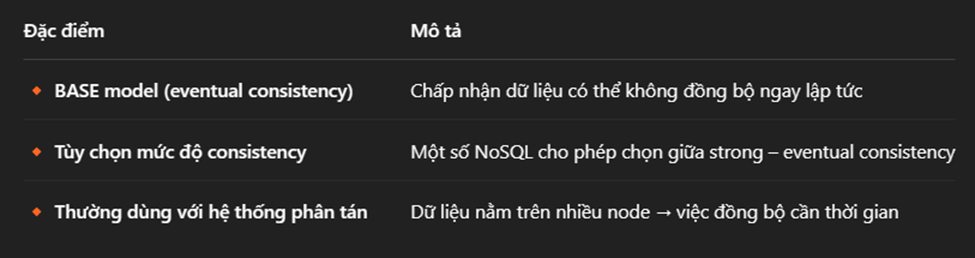 Đặc điểm Mô tả
🔸 BASE model (eventual consistency) Chấp nhận dữ liệu có thể không đồng bộ ngay lập tức
🔸 Tùy chọn mức độ consistency Một số NoSQL cho phép chọn giữa strong – eventual consistency
🔸 Thường dùng với hệ thống phân tán Dữ liệu nằm trên nhiều node → việc đồng bộ cần thời gian